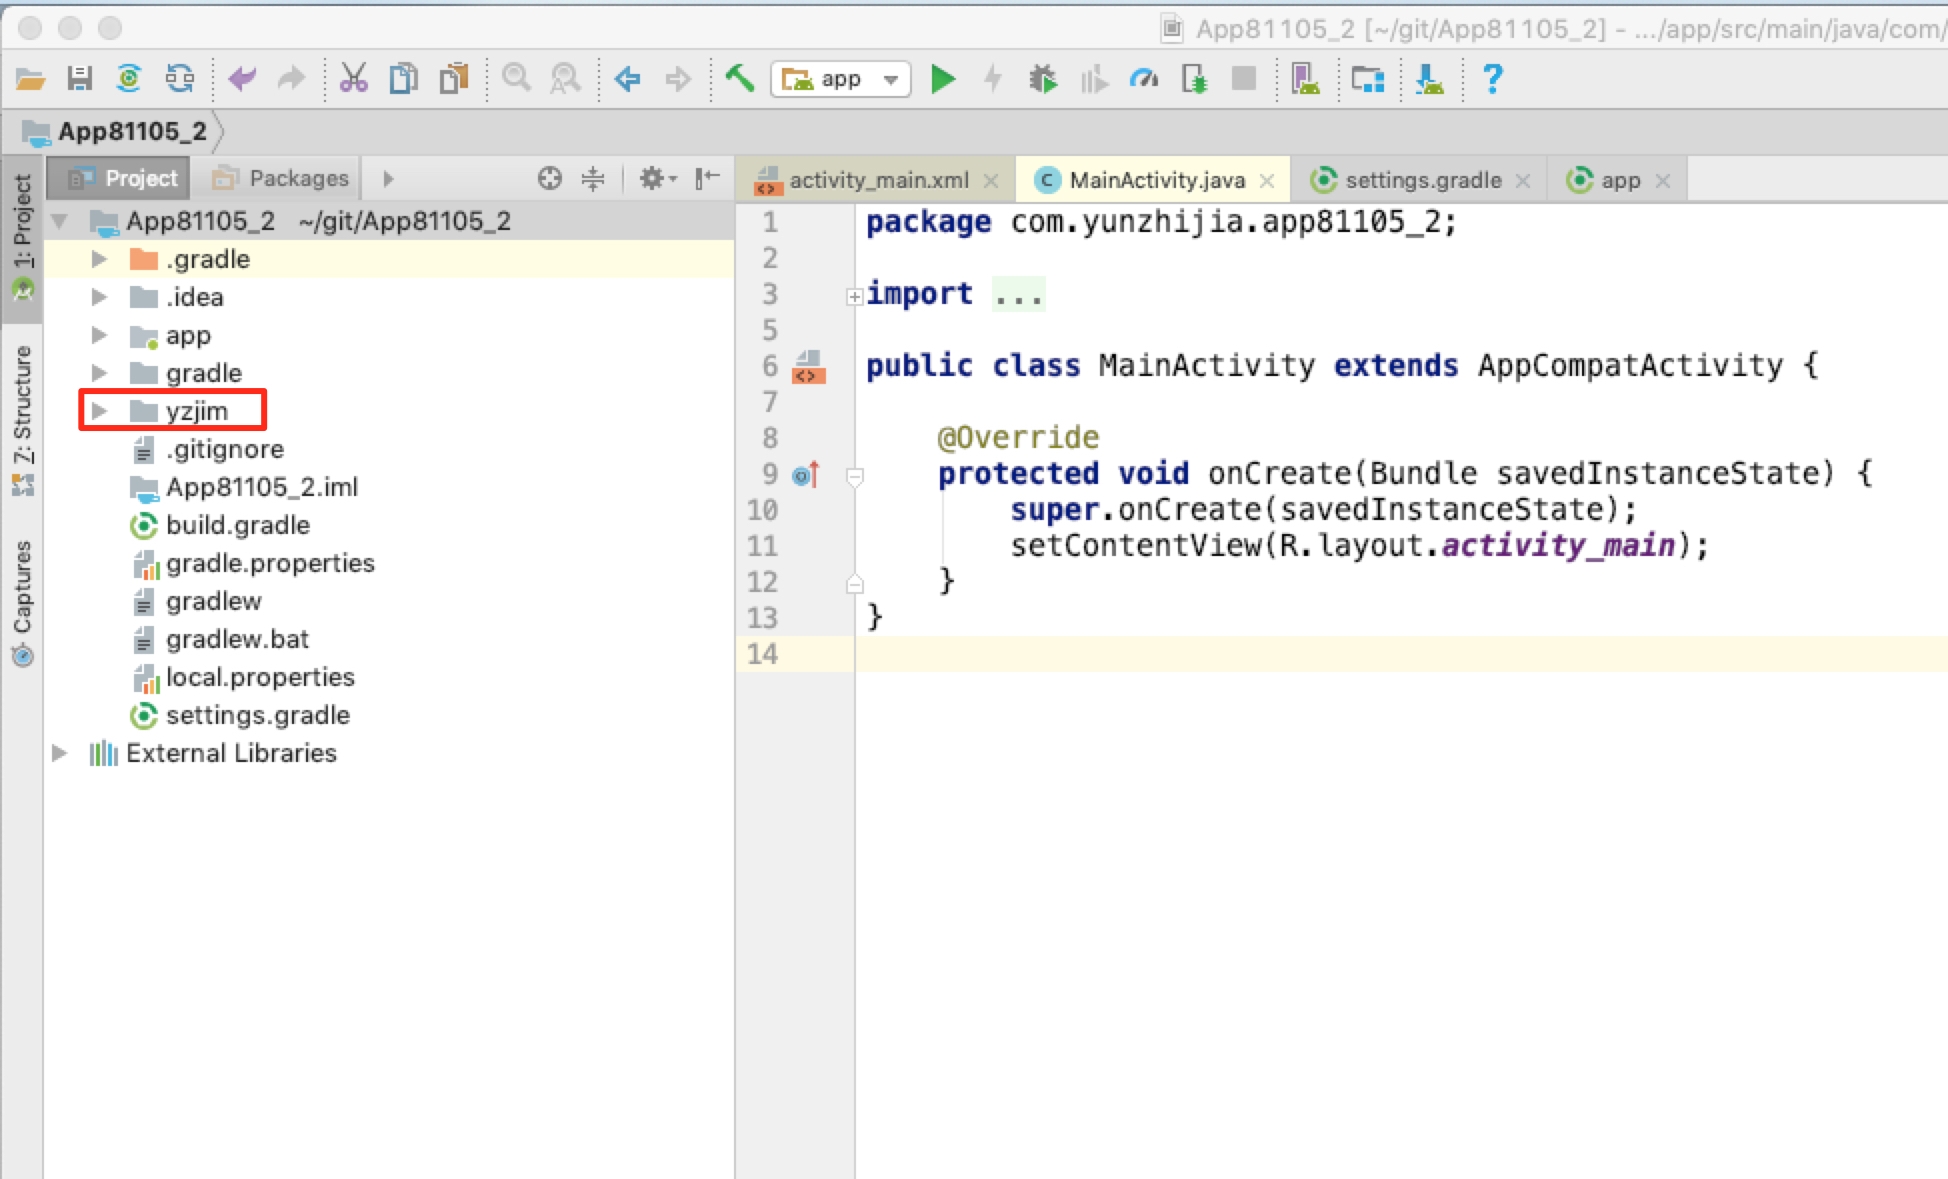 App81105_2 [~/git/App81105_2] - .../app/src/main/java/com/
app
App81105_2
1: Project
Z: Structure
Captures
Project
Packages
App81105_2 ~/git/App81105_2
.gradle
.idea
app
gradle
yzjim
.gitignore
App81105_2.iml
build.gradle
gradle.properties
gradlew
gradlew.bat
local.properties
settings.gradle
External Libraries
activity_main.xml
MainActivity.java
settings.gradle
app
1 package com.yunzhijia.app81105_2;
2
3 import ...
5
6 public class MainActivity extends AppCompatActivity {
7
8 @Override
9 protected void onCreate(Bundle savedInstanceState) {
10 super.onCreate(savedInstanceState);
11 setContentView(R.layout.activity_main);
12 }
13 }
14